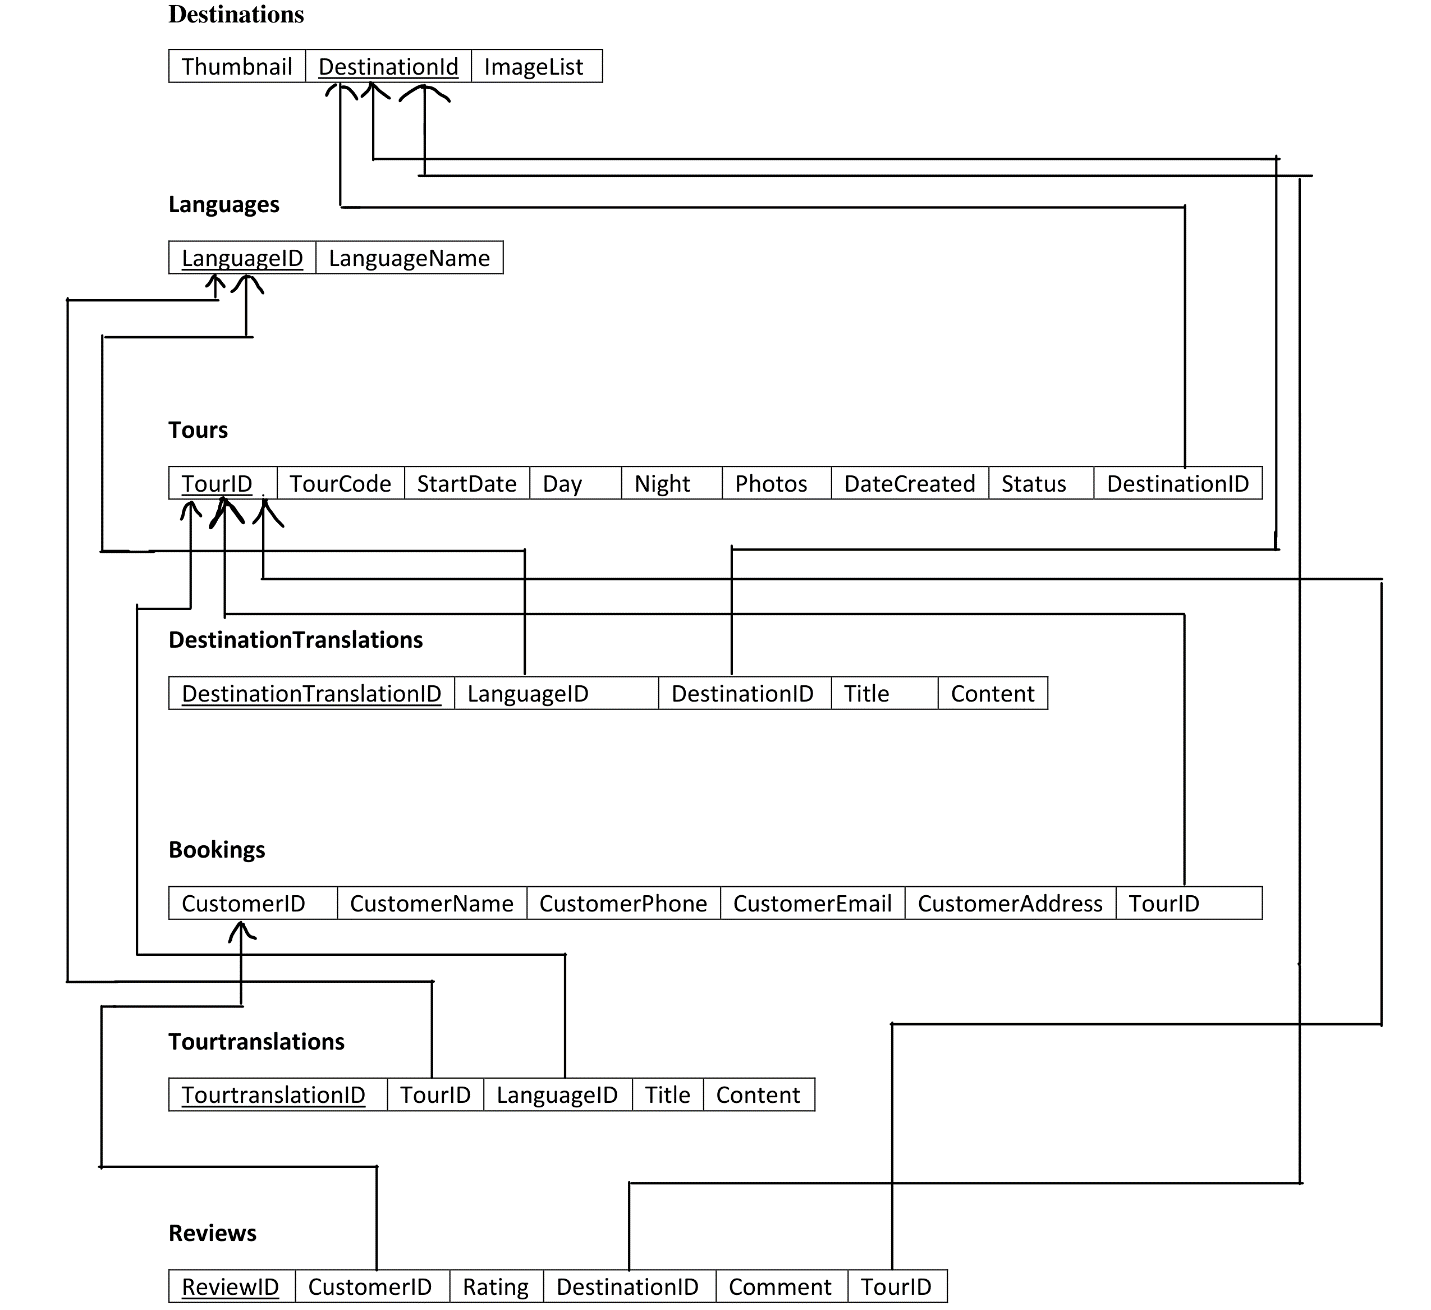 Destinations
Thumbnail DestinationId ImageList
Languages
LanguageID LanguageName
Tours
TourID TourCode StartDate Day Night Photos DateCreated Status DestinationID
DestinationTranslations
DestinationTranslationID LanguageID DestinationID Title Content
Bookings
CustomerID CustomerName CustomerPhone CustomerEmail CustomerAddress TourID
Tourtranslations
TourtranslationID TourID LanguageID Title Content
Reviews
ReviewID CustomerID Rating DestinationID Comment TourID